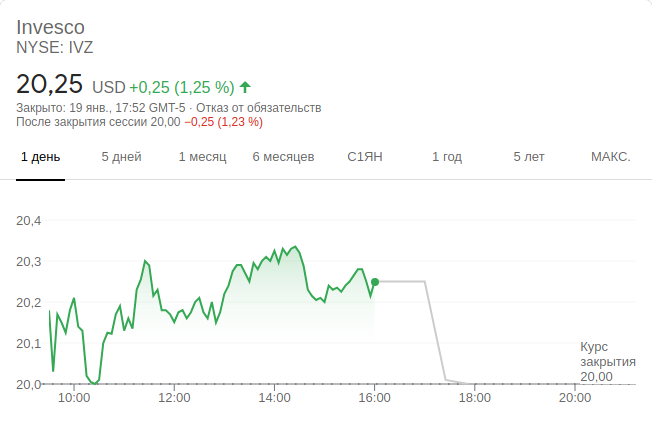 Invesco
NYSE: IVZ
20,25 USD +0,25 (1,25 %)
Закрыто: 19 янв., 17:52 GMT-5 · Отказ от обязательств
После закрытия сессии 20,00 −0,25 (1,23 %)
1 день 5 дней 1 месяц 6 месяцев С1ЯН 1 год 5 лет МАКС.
20,4
20,3
20,2
20,1
Курс
закрытия
20,00
20,0
10:00 12:00 14:00 16:00 18:00 20:00